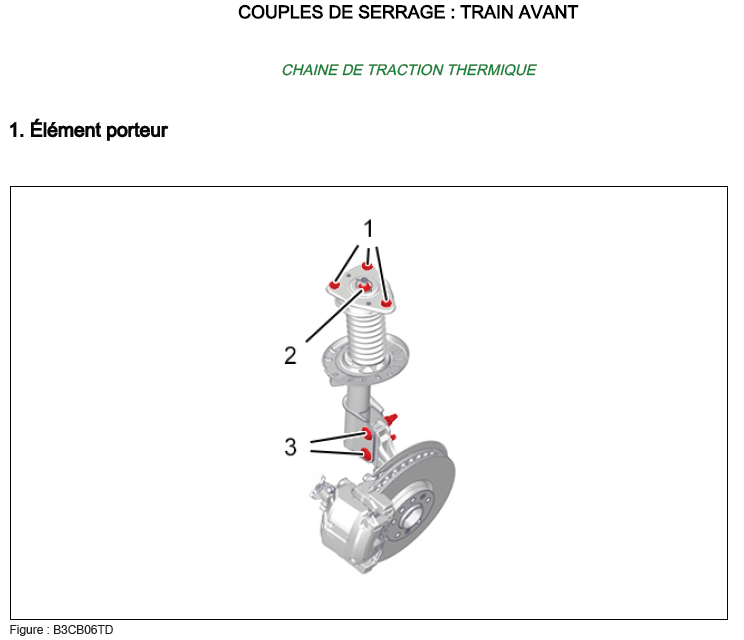 COUPLES DE SERRAGE : TRAIN AVANT
CHAINE DE TRACTION THERMIQUE
1. Élément porteur
1
2
3
Figure : B3CB06TD